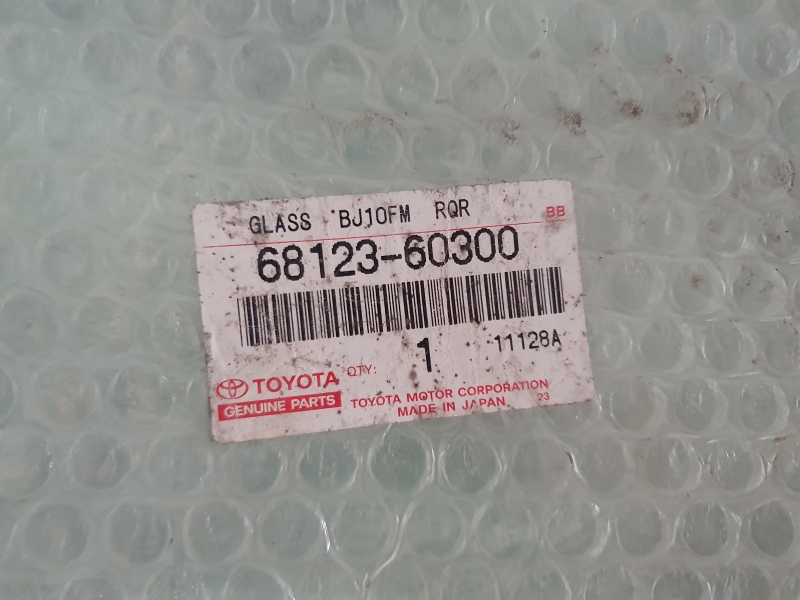 GLASS BJ10FM RQR
BB
68123-60300
QTY: 1 11128A
TOYOTA
GENUINE PARTS
TOYOTA MOTOR CORPORATION
MADE IN JAPAN 23